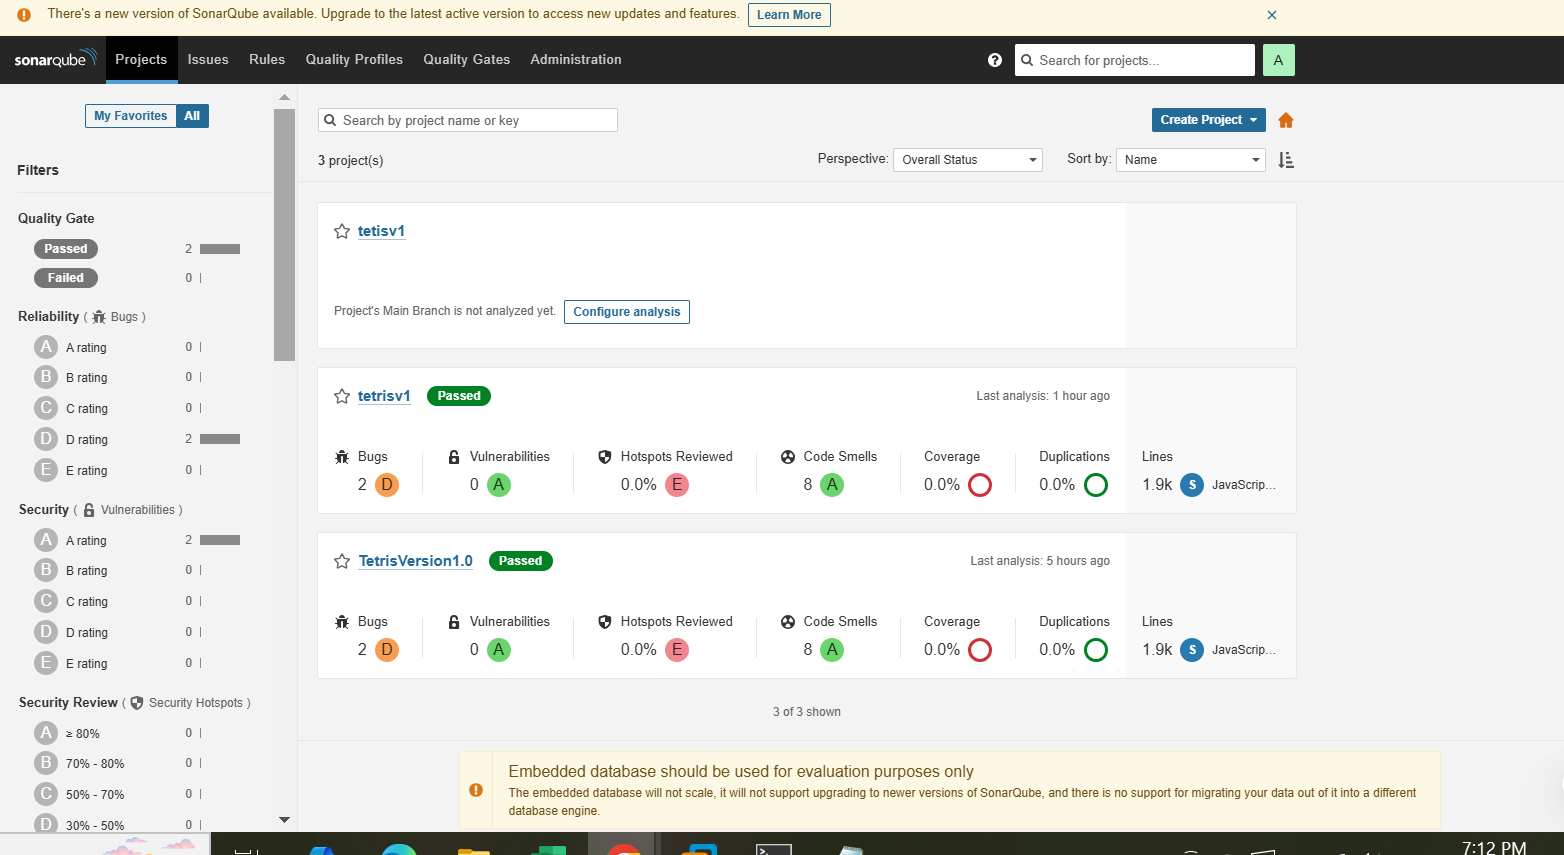 There's a new version of SonarQube available. Upgrade to the latest active version to access new updates and features. Learn More
sonarqube Projects Issues Rules Quality Profiles Quality Gates Administration Search for projects... A
My Favorites All
Filters
Quality Gate
Passed 2
Failed 0
Reliability ( Bugs )
A A rating 0
B B rating 0
C C rating 0
D D rating 2
E E rating 0
Security ( Vulnerabilities )
A A rating 2
B B rating 0
C C rating 0
D D rating 0
E E rating 0
Security Review ( Security Hotspots )
A ≥ 80% 0
B 70% - 80% 0
C 50% - 70% 0
D 30% - 50% 0
Search by project name or key Create Project
3 project(s) Perspective: Overall Status Sort by: Name
tetisv1
Project's Main Branch is not analyzed yet. Configure analysis
tetrisv1 Passed Last analysis: 1 hour ago
Bugs Vulnerabilities Hotspots Reviewed Code Smells Coverage Duplications Lines
2 D 0 A 0.0% E 8 A 0.0% 0.0% 1.9k S JavaScrip...
TetrisVersion1.0 Passed Last analysis: 5 hours ago
Bugs Vulnerabilities Hotspots Reviewed Code Smells Coverage Duplications Lines
2 D 0 A 0.0% E 8 A 0.0% 0.0% 1.9k S JavaScrip...
3 of 3 shown
Embedded database should be used for evaluation purposes only
The embedded database will not scale, it will not support upgrading to newer versions of SonarQube, and there is no support for migrating your data out of it into a different
database engine.
7:12 PM